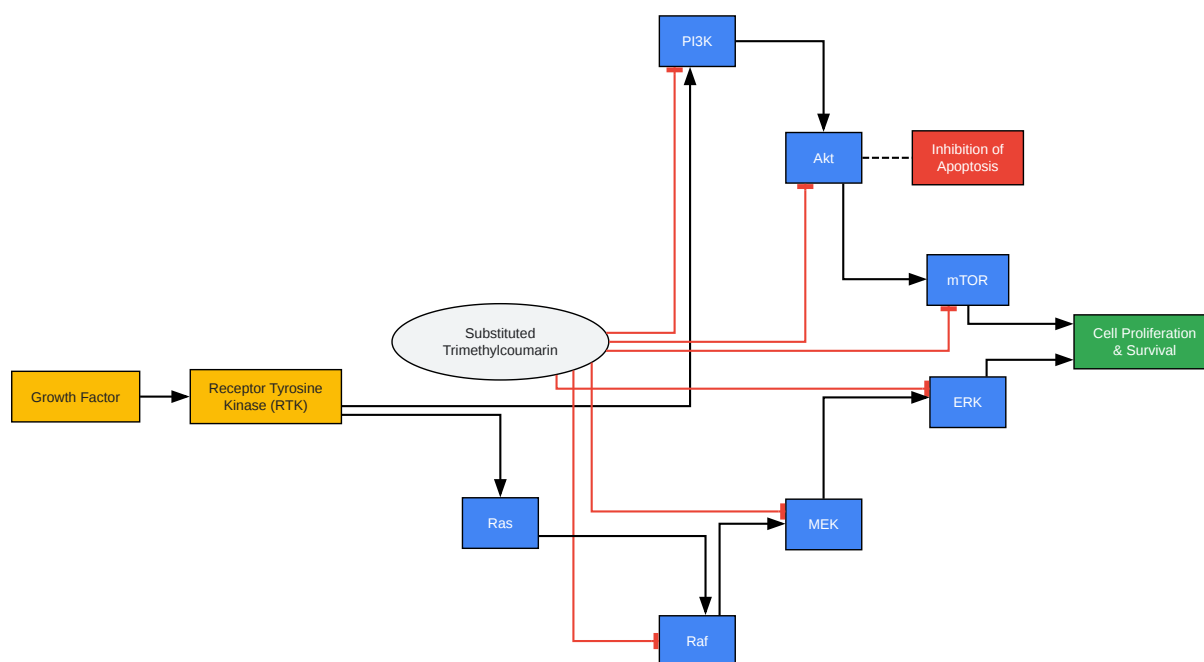 PI3K
Akt
Inhibition of
Apoptosis
mTOR
Substituted
Trimethylcoumarin
Cell Proliferation
& Survival
Growth Factor
Receptor Tyrosine
Kinase (RTK)
ERK
Ras
MEK
Raf